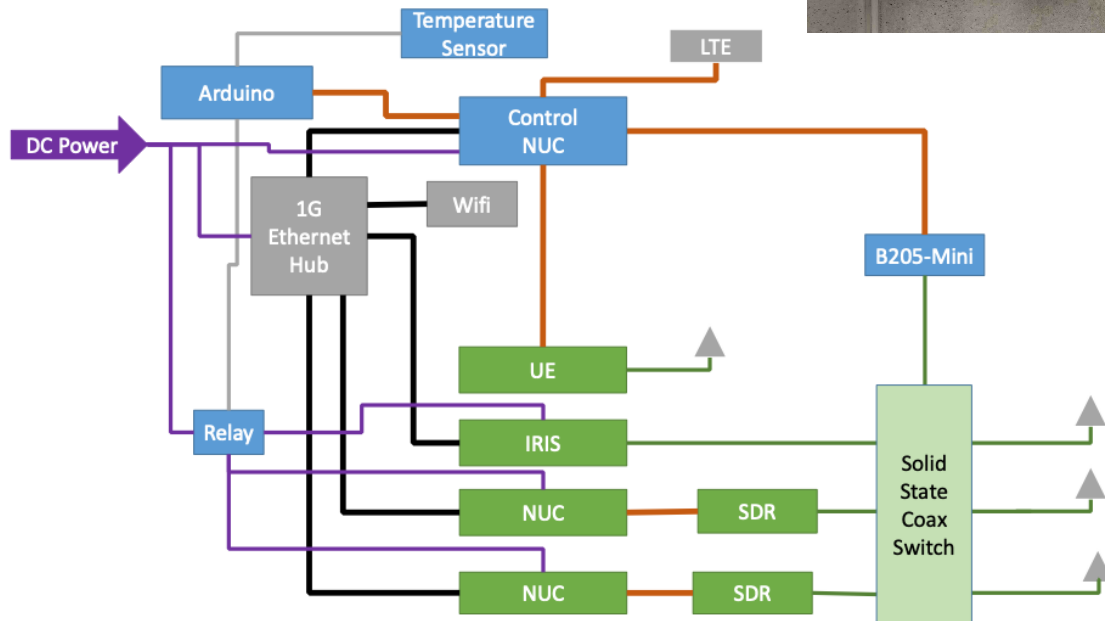 Temperature
Sensor
LTE
Arduino
Control
NUC
DC Power
1G
Ethernet
Hub
Wifi
B205-Mini
UE
Relay
IRIS
Solid
State
Coax
Switch
NUC
SDR
NUC
SDR